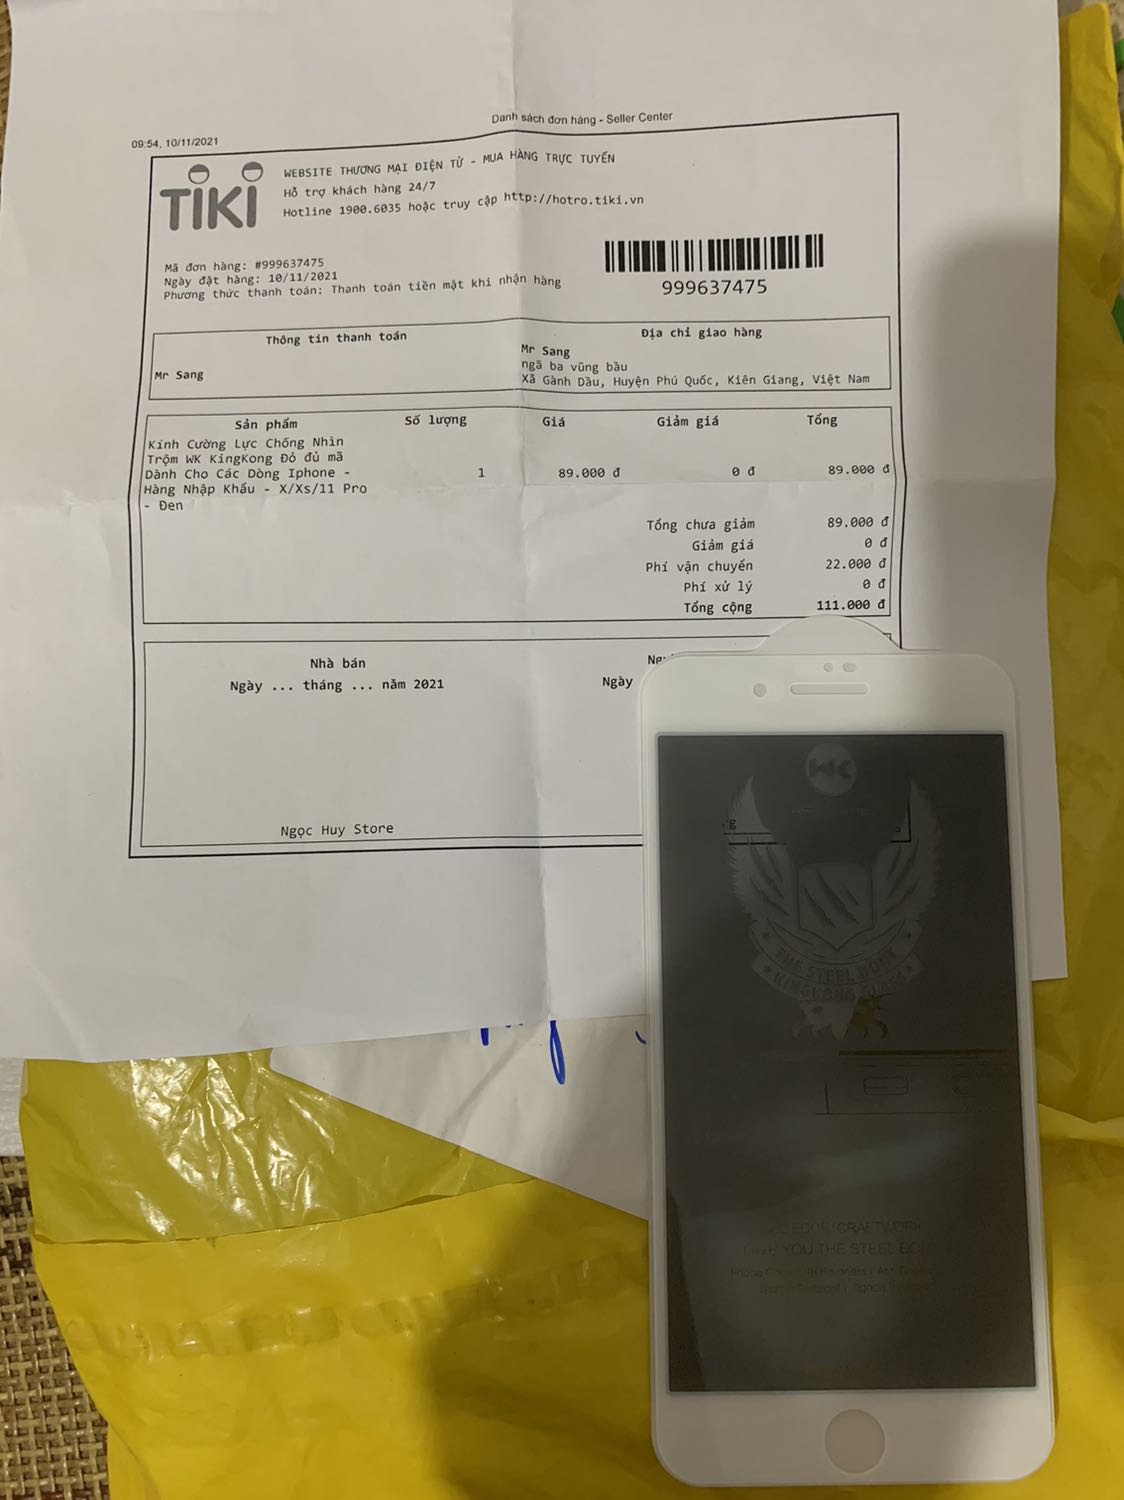 Danh sách đơn hàng - Seller Center
09:54, 10/11/2021
TIKI
WEBSITE THƯƠNG MẠI ĐIỆN TỬ - MUA HÀNG TRỰC TUYẾN
Hỗ trợ khách hàng 24/7
Hotline 1900.6035 hoặc truy cập http://hotro.tiki.vn
Mã đơn hàng: #999637475
Ngày đặt hàng: 10/11/2021
Phương thức thanh toán: Thanh toán tiền mặt khi nhận hàng
999637475
Thông tin thanh toán
Mr Sang
Địa chỉ giao hàng
Mr Sang
ngã ba vũng bầu
Xã Gành Dầu, Huyện Phú Quốc, Kiên Giang, Việt Nam
Sản phẩm Số lượng Giá Giảm giá Tổng
Kính Cường Lực Chống Nhìn
Trộm WK KingKong Đỏ đủ mã
Dành Cho Các Dòng Iphone - 1 89.000 đ 0 đ 89.000 đ
Hàng Nhập Khẩu - X/Xs/11 Pro
- Đen
Tổng chưa giảm 89.000 đ
Giảm giá 0 đ
Phí vận chuyển 22.000 đ
Phí xử lý 0 đ
Tổng cộng 111.000 đ
Nhà bán
Ngày ... tháng ... năm 2021
Ngọc Huy Store
Ngày
WK
THE STEEL BODY
KINGKONG GLASS
YOU THE STEEL